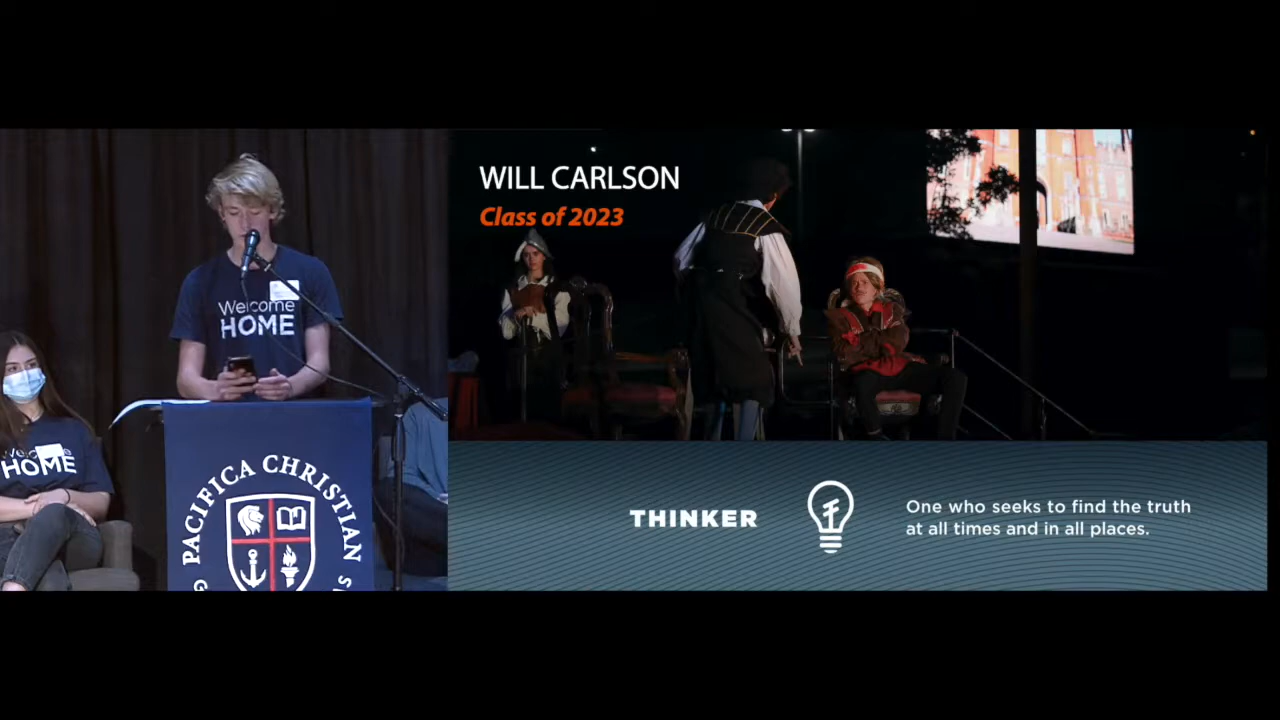 WILL CARLSON
Class of 2023
Welcome
HOME
Welcome
HOME
PACIFICA CHRISTIAN
THINKER
One who seeks to find the truth
at all times and in all places.